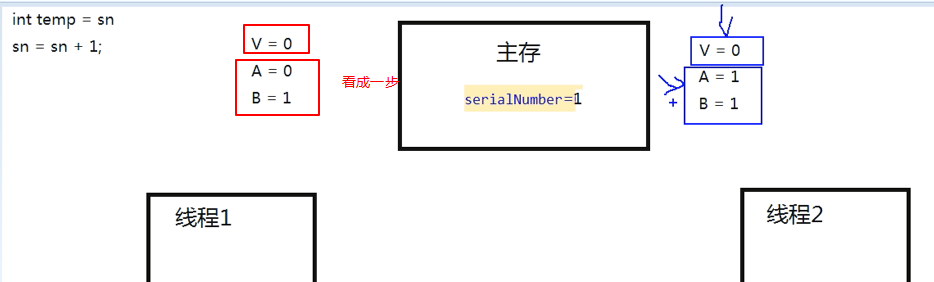 int temp = sn
sn = sn + 1;
V = 0
A = 0
B = 1
看成一步
主存
serialNumber=1
V = 0
A = 1
+
B = 1
线程1
线程2